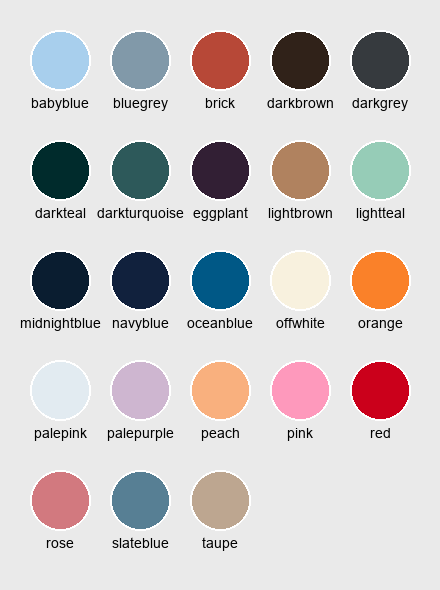 babyblue bluegrey brick darkbrown darkgrey
darkteal darkturquoise eggplant lightbrown lightteal
midnightblue navyblue oceanblue offwhite orange
palepink palepurple peach pink red
rose slateblue taupe